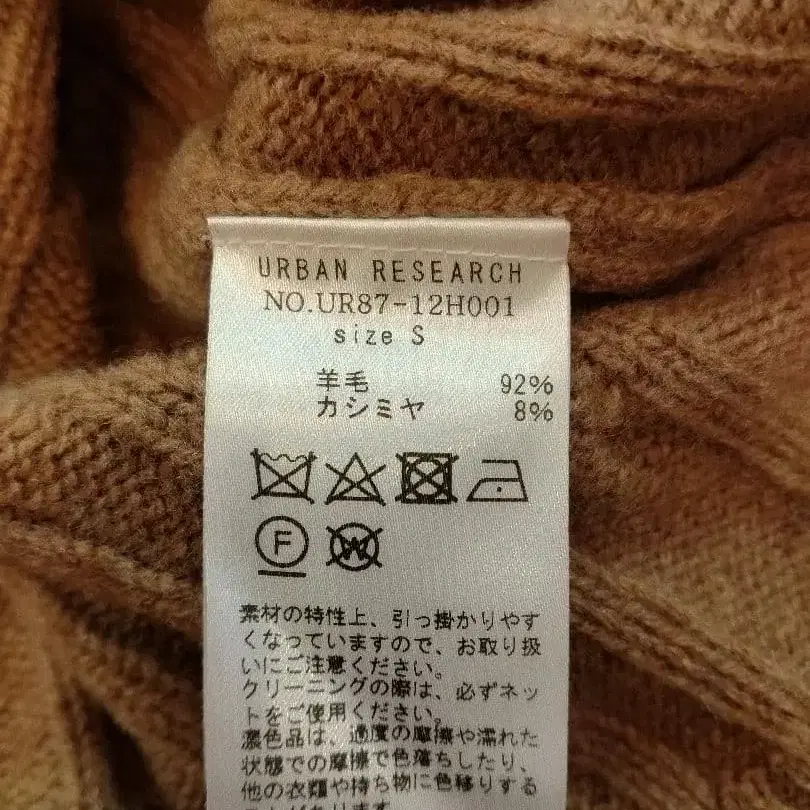 URBAN RESEARCH
NO.UR87-12H001
size S
羊毛 92%
カシミヤ 8%
F
W
素材の特性上、引っ掛かりやす
くなっていますので、お取り扱
いにご注意ください。
クリーニングの際は、必ずネッ
トをご使用ください。
濃色品は、過度の摩擦や濡れた
状態での摩擦で色落ちしたり、
他の衣類や持ち物に色移りする